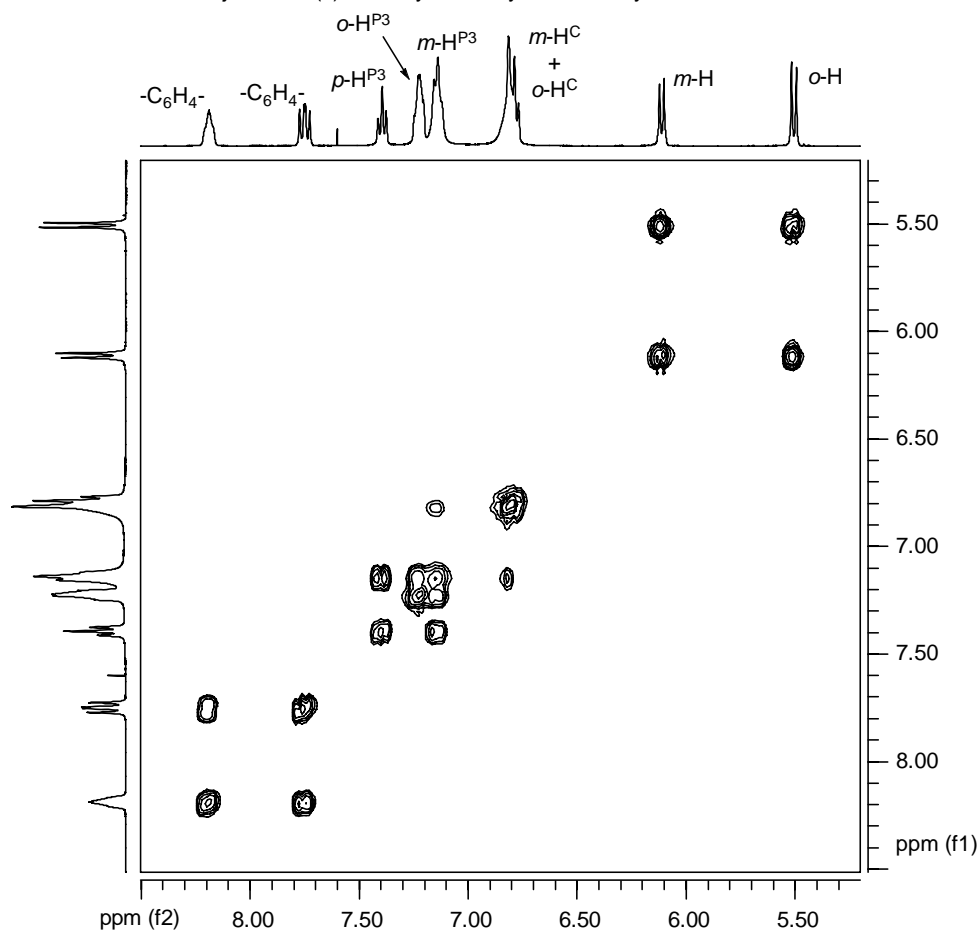 o-HP3
m-HP3
m-HC
+
o-HC
p-HP3
m-H
o-H
-C6H4-
-C6H4-
5.50
6.00
6.50
7.00
7.50
8.00
ppm (f1)
ppm (f2)
8.00
7.50
7.00
6.50
6.00
5.50